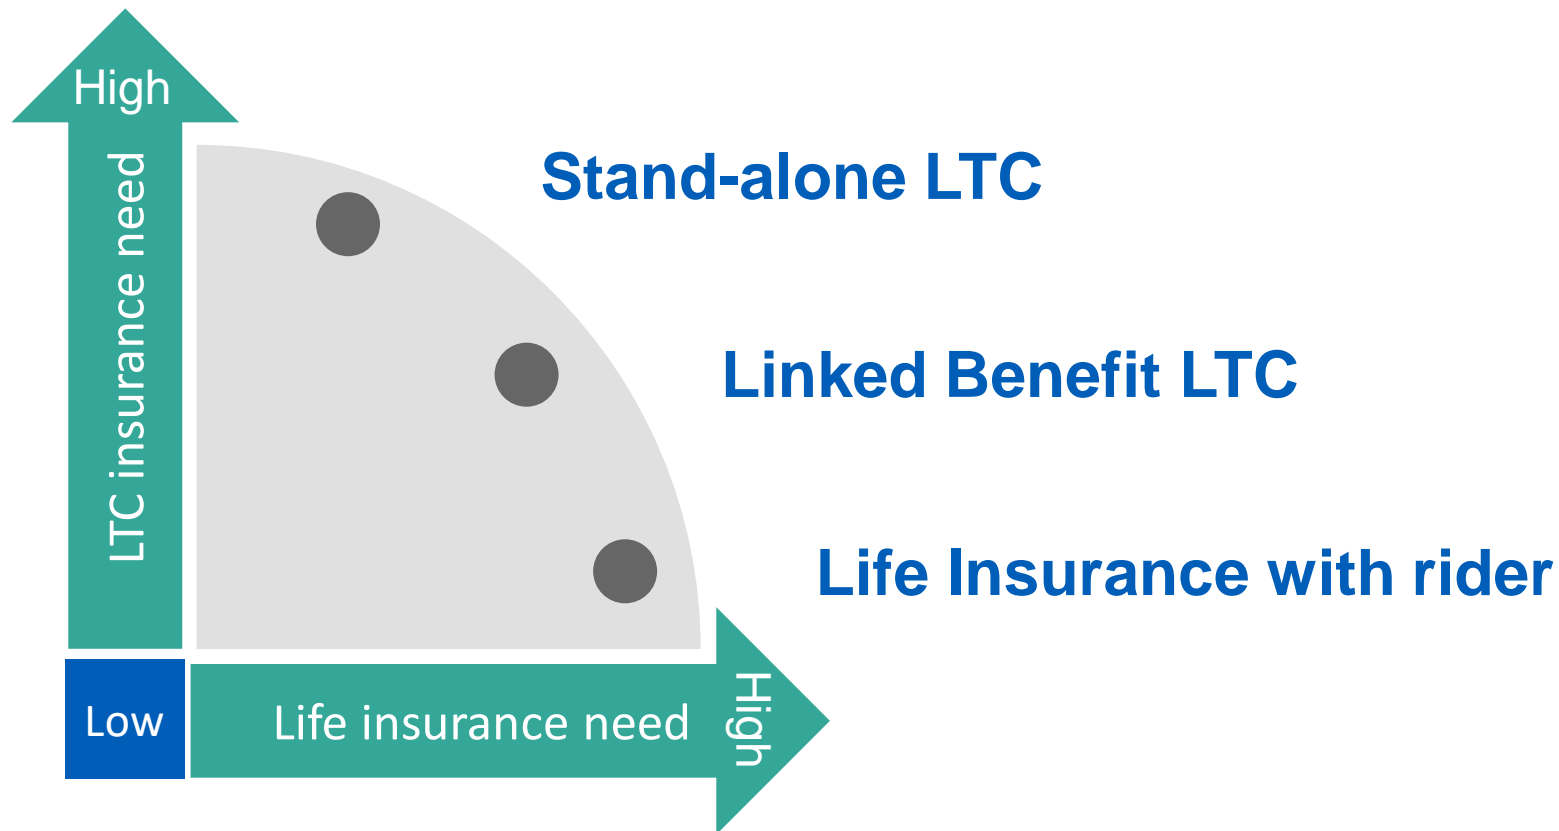 High
LTC insurance need
Stand-alone LTC
Linked Benefit LTC
Life Insurance with rider
Low
Life insurance need
High